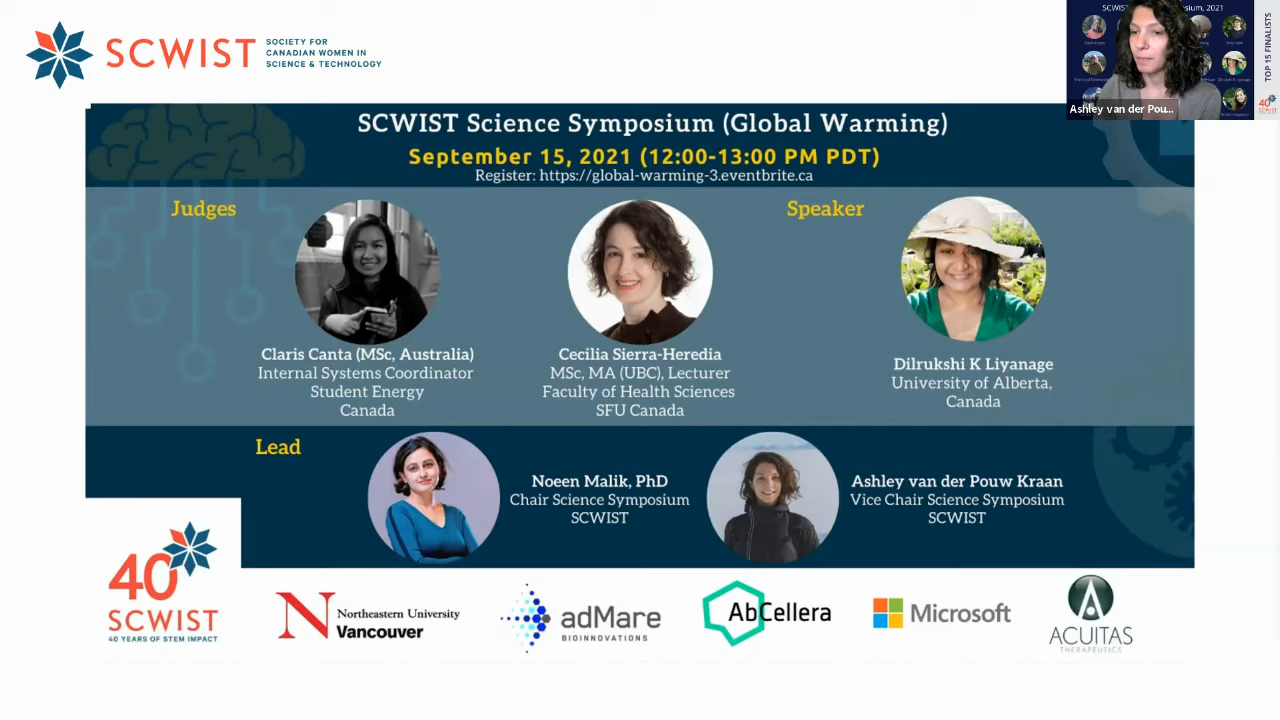 SCWIST
SOCIETY FOR
CANADIAN WOMEN IN
SCIENCE & TECHNOLOGY
Ashley van der Pou...
TOP 15 FINALISTS
40
SCWIST
SCWIST Science Symposium (Global Warming)
September 15, 2021 (12:00-13:00 PM PDT)
Register: https://global-warming-3.eventbrite.ca
Judges
Speaker
Claris Canta (MSc, Australia)
Internal Systems Coordinator
Student Energy
Canada
Cecilia Sierra-Heredia
MSc, MA (UBC), Lecturer
Faculty of Health Sciences
SFU Canada
Dilrukshi K Liyanage
University of Alberta,
Canada
Lead
Noeen Malik, PhD
Chair Science Symposium
SCWIST
Ashley van der Pouw Kraan
Vice Chair Science Symposium
SCWIST
40
SCWIST
40 YEARS OF STEM IMPACT
N
Northeastern University
Vancouver
adMare
BIOINNOVATIONS
AbCellera
Microsoft
ACUITAS
THERAPEUTICS